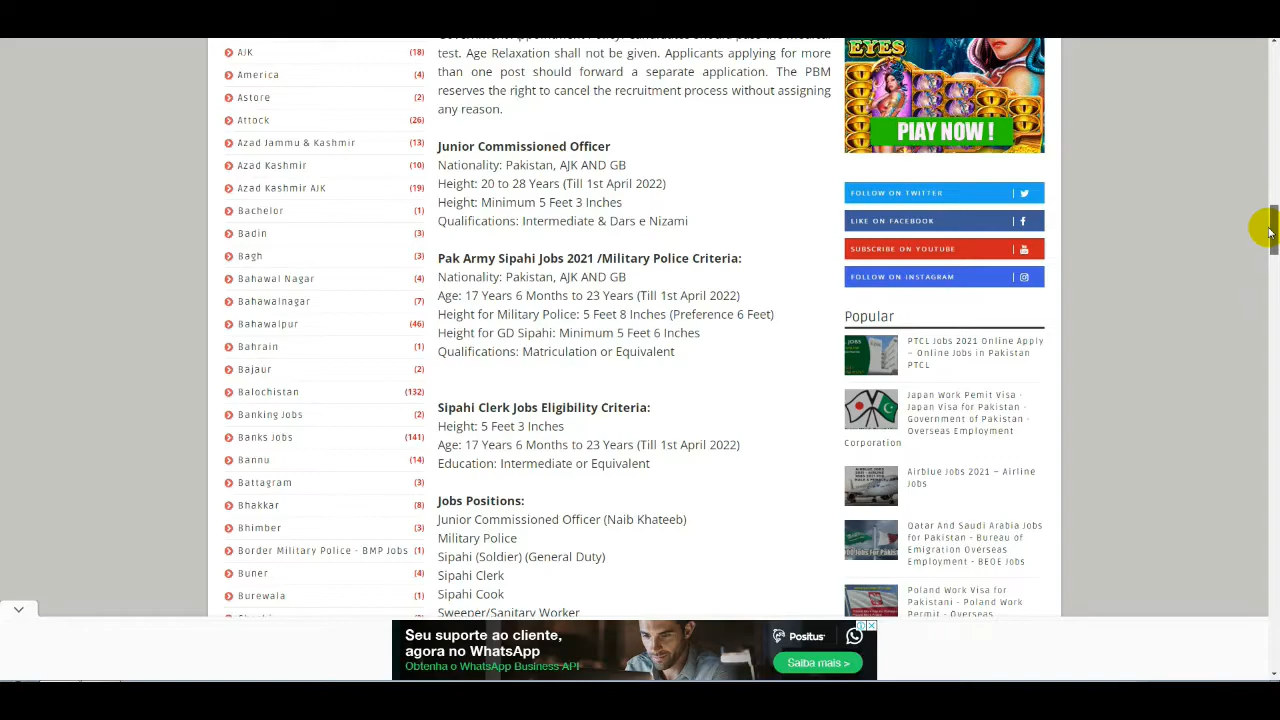 AJK (18)
America (4)
Astore (2)
Attock (26)
Azad Jammu & Kashmir (13)
Azad Kashmir (10)
Azad Kashmir AJK (19)
Bachelor (1)
Badin (3)
Bagh (3)
Bahawal Nagar (4)
Bahawalnagar (7)
Bahawalpur (46)
Bahrain (1)
Bajaur (2)
Balochistan (132)
Banking Jobs (2)
Banks Jobs (141)
Bannu (14)
Battagram (3)
Bhakkar (8)
Bhimber (3)
Border Military Police - BMP Jobs (1)
Buner (4)
Burewala (1)
test. Age Relaxation shall not be given. Applicants applying for more
than one post should forward a separate application. The PBM
reserves the right to cancel the recruitment process without assigning
any reason.
Junior Commissioned Officer
Nationality: Pakistan, AJK AND GB
Height: 20 to 28 Years (Till 1st April 2022)
Height: Minimum 5 Feet 3 Inches
Qualifications: Intermediate & Dars e Nizami
Pak Army Sipahi Jobs 2021 /Military Police Criteria:
Nationality: Pakistan, AJK AND GB
Age: 17 Years 6 Months to 23 Years (Till 1st April 2022)
Height for Military Police: 5 Feet 8 Inches (Preference 6 Feet)
Height for GD Sipahi: Minimum 5 Feet 6 Inches
Qualifications: Matriculation or Equivalent
Sipahi Clerk Jobs Eligibility Criteria:
Height: 5 Feet 3 Inches
Age: 17 Years 6 Months to 23 Years (Till 1st April 2022)
Education: Intermediate or Equivalent
Jobs Positions:
Junior Commissioned Officer (Naib Khateeb)
Military Police
Sipahi (Soldier) (General Duty)
Sipahi Clerk
Sipahi Cook
Sweeper/Sanitary Worker
EYES
PLAY NOW !
FOLLOW ON TWITTER
LIKE ON FACEBOOK
SUBSCRIBE ON YOUTUBE
FOLLOW ON INSTAGRAM
Popular
PTCL Jobs 2021 Online Apply
– Online Jobs in Pakistan
PTCL
Japan Work Pemit Visa -
Japan Visa for Pakistan -
Government of Pakistan -
Overseas Employment
Corporation
Airblue Jobs 2021 – Airline
Jobs
Qatar And Saudi Arabia Jobs
for Pakistan - Bureau of
Emigration Overseas
Employment - BEOE Jobs
Poland Work Visa for
Pakistani - Poland Work
Permit - Overseas
Seu suporte ao cliente,
agora no WhatsApp
Obtenha o WhatsApp Business API
Positus
Saiba mais >